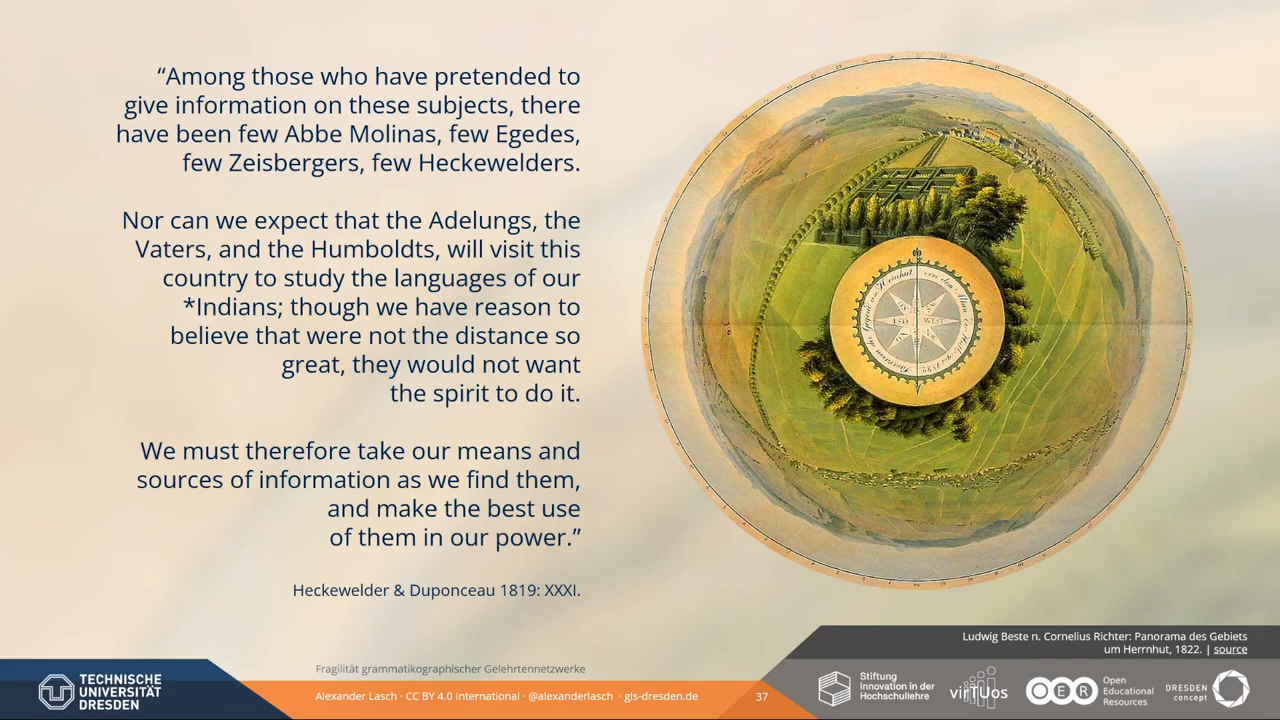 “Among those who have pretended to
give information on these subjects, there
have been few Abbe Molinas, few Egedes,
few Zeisbergers, few Heckewelders.
Nor can we expect that the Adelungs, the
Vaters, and the Humboldts, will visit this
country to study the languages of our
*Indians; though we have reason to
believe that were not the distance so
great, they would not want
the spirit to do it.
We must therefore take our means and
sources of information as we find them,
and make the best use
of them in our power.”
Heckewelder & Duponceau 1819: XXXI.
WEST
Ludwig Beste n. Cornelius Richter: Panorama des Gebiets
um Herrnhut, 1822. | source
Fragilität grammatikographischer Gelehrtennetzwerke
Alexander Lasch · CC BY 4.0 International · @alexanderlasch · gls-dresden.de
37
TECHNISCHE
UNIVERSITÄT
DRESDEN
Stiftung
Innovation in der
Hochschullehre
virTUos
OER
Open
Educational
Resources
DRESDEN
concept